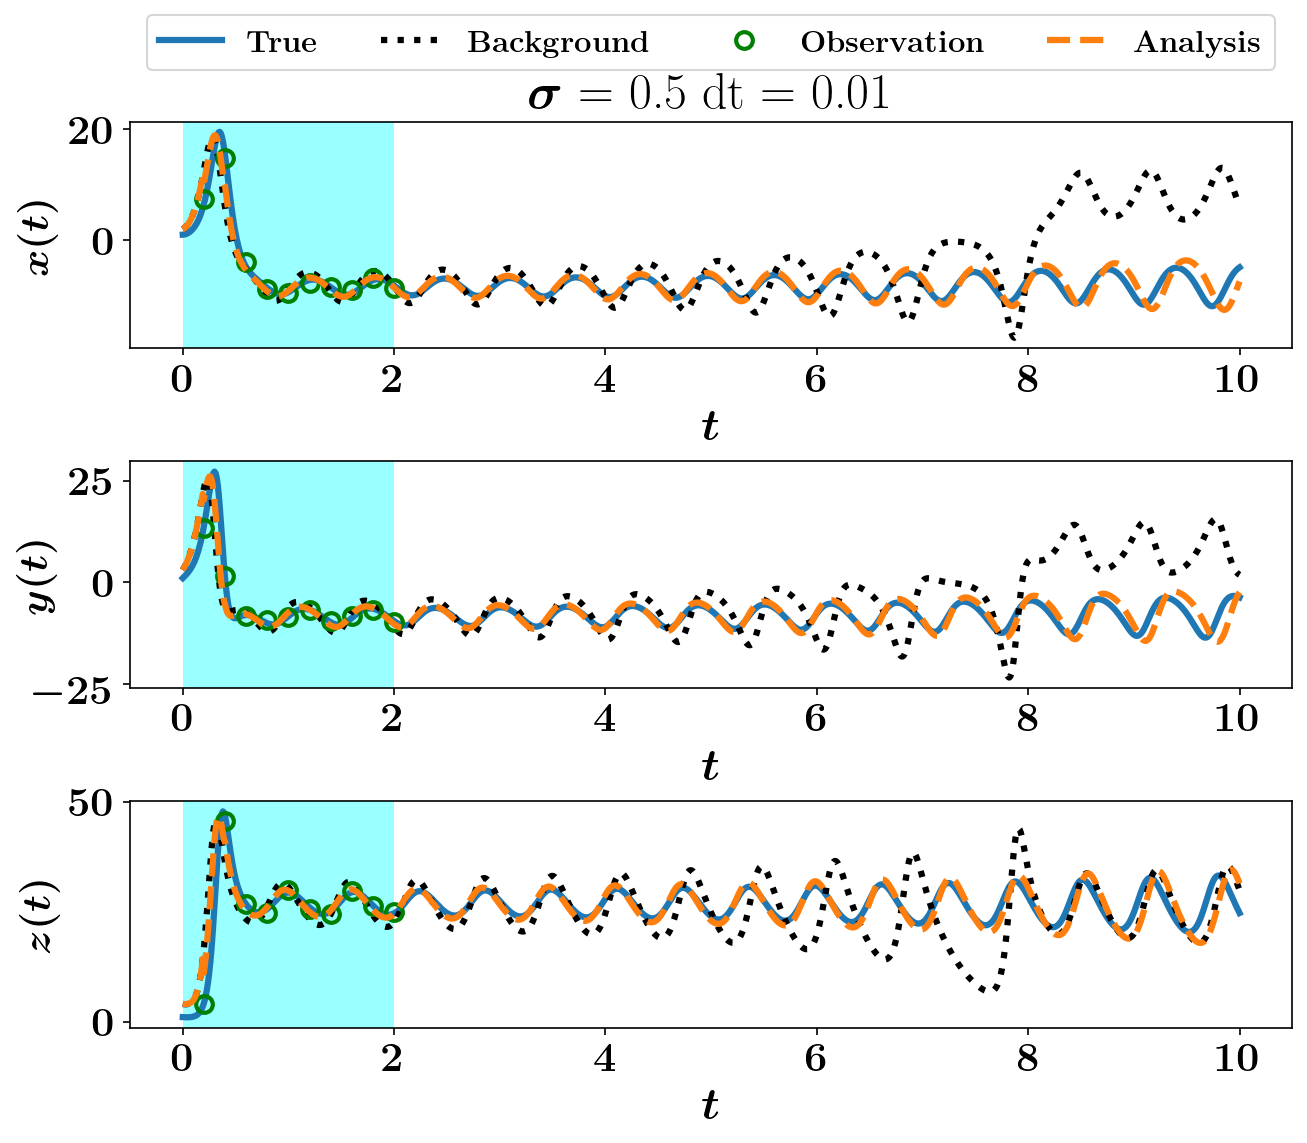 True Background Observation Analysis
σ = 0.5 dt = 0.01
20
0
x(t)
0 2 4 6 8 10
t
25
0
−25
y(t)
0 2 4 6 8 10
t
50
0
z(t)
0 2 4 6 8 10
t